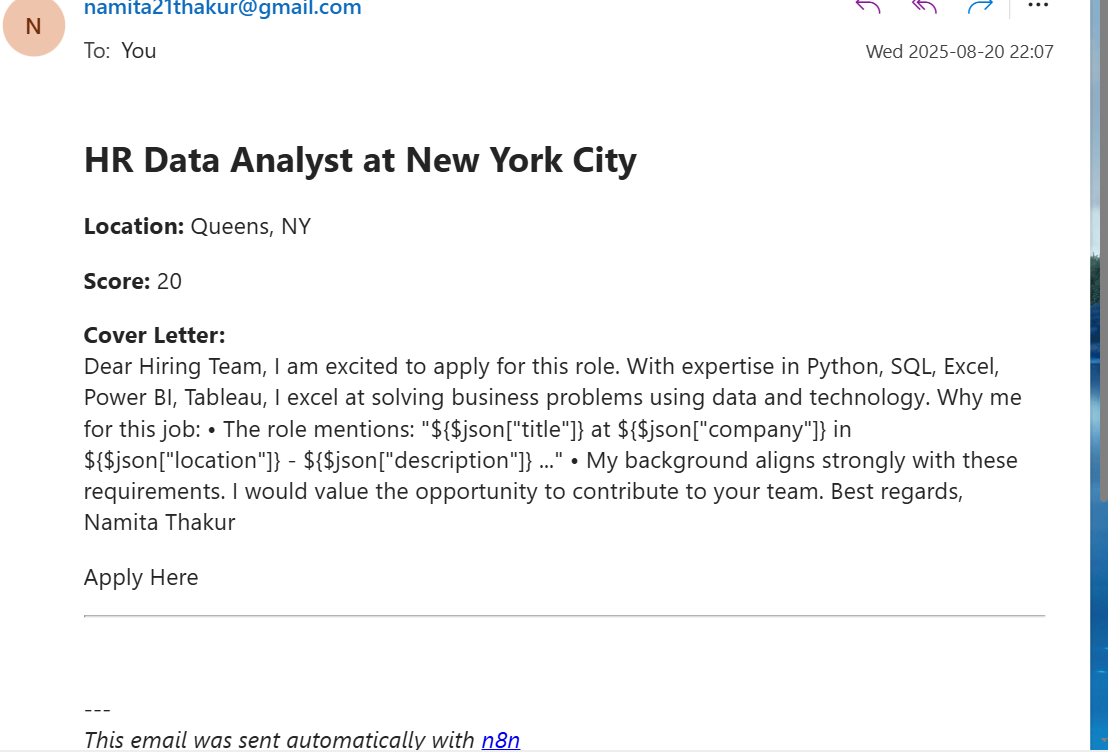 namita21thakur@gmail.com
N
To: You
Wed 2025-08-20 22:07
HR Data Analyst at New York City
Location: Queens, NY
Score: 20
Cover Letter:
Dear Hiring Team, I am excited to apply for this role. With expertise in Python, SQL, Excel,
Power BI, Tableau, I excel at solving business problems using data and technology. Why me
for this job: • The role mentions: "${$json["title"]} at ${$json["company"]} in
${$json["location"]} - ${$json["description"]} ..." • My background aligns strongly with these
requirements. I would value the opportunity to contribute to your team. Best regards,
Namita Thakur
Apply Here
---
This email was sent automatically with n8n